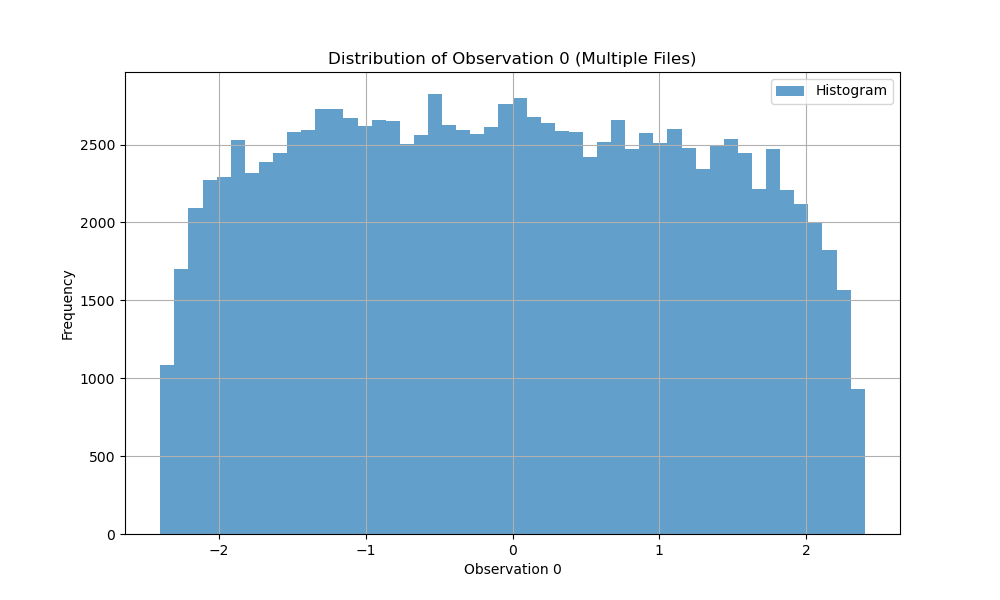 Distribution of Observation 0 (Multiple Files)
Histogram
2500
2000
1500
1000
500
0
Frequency
−2
−1
0
1
2
Observation 0